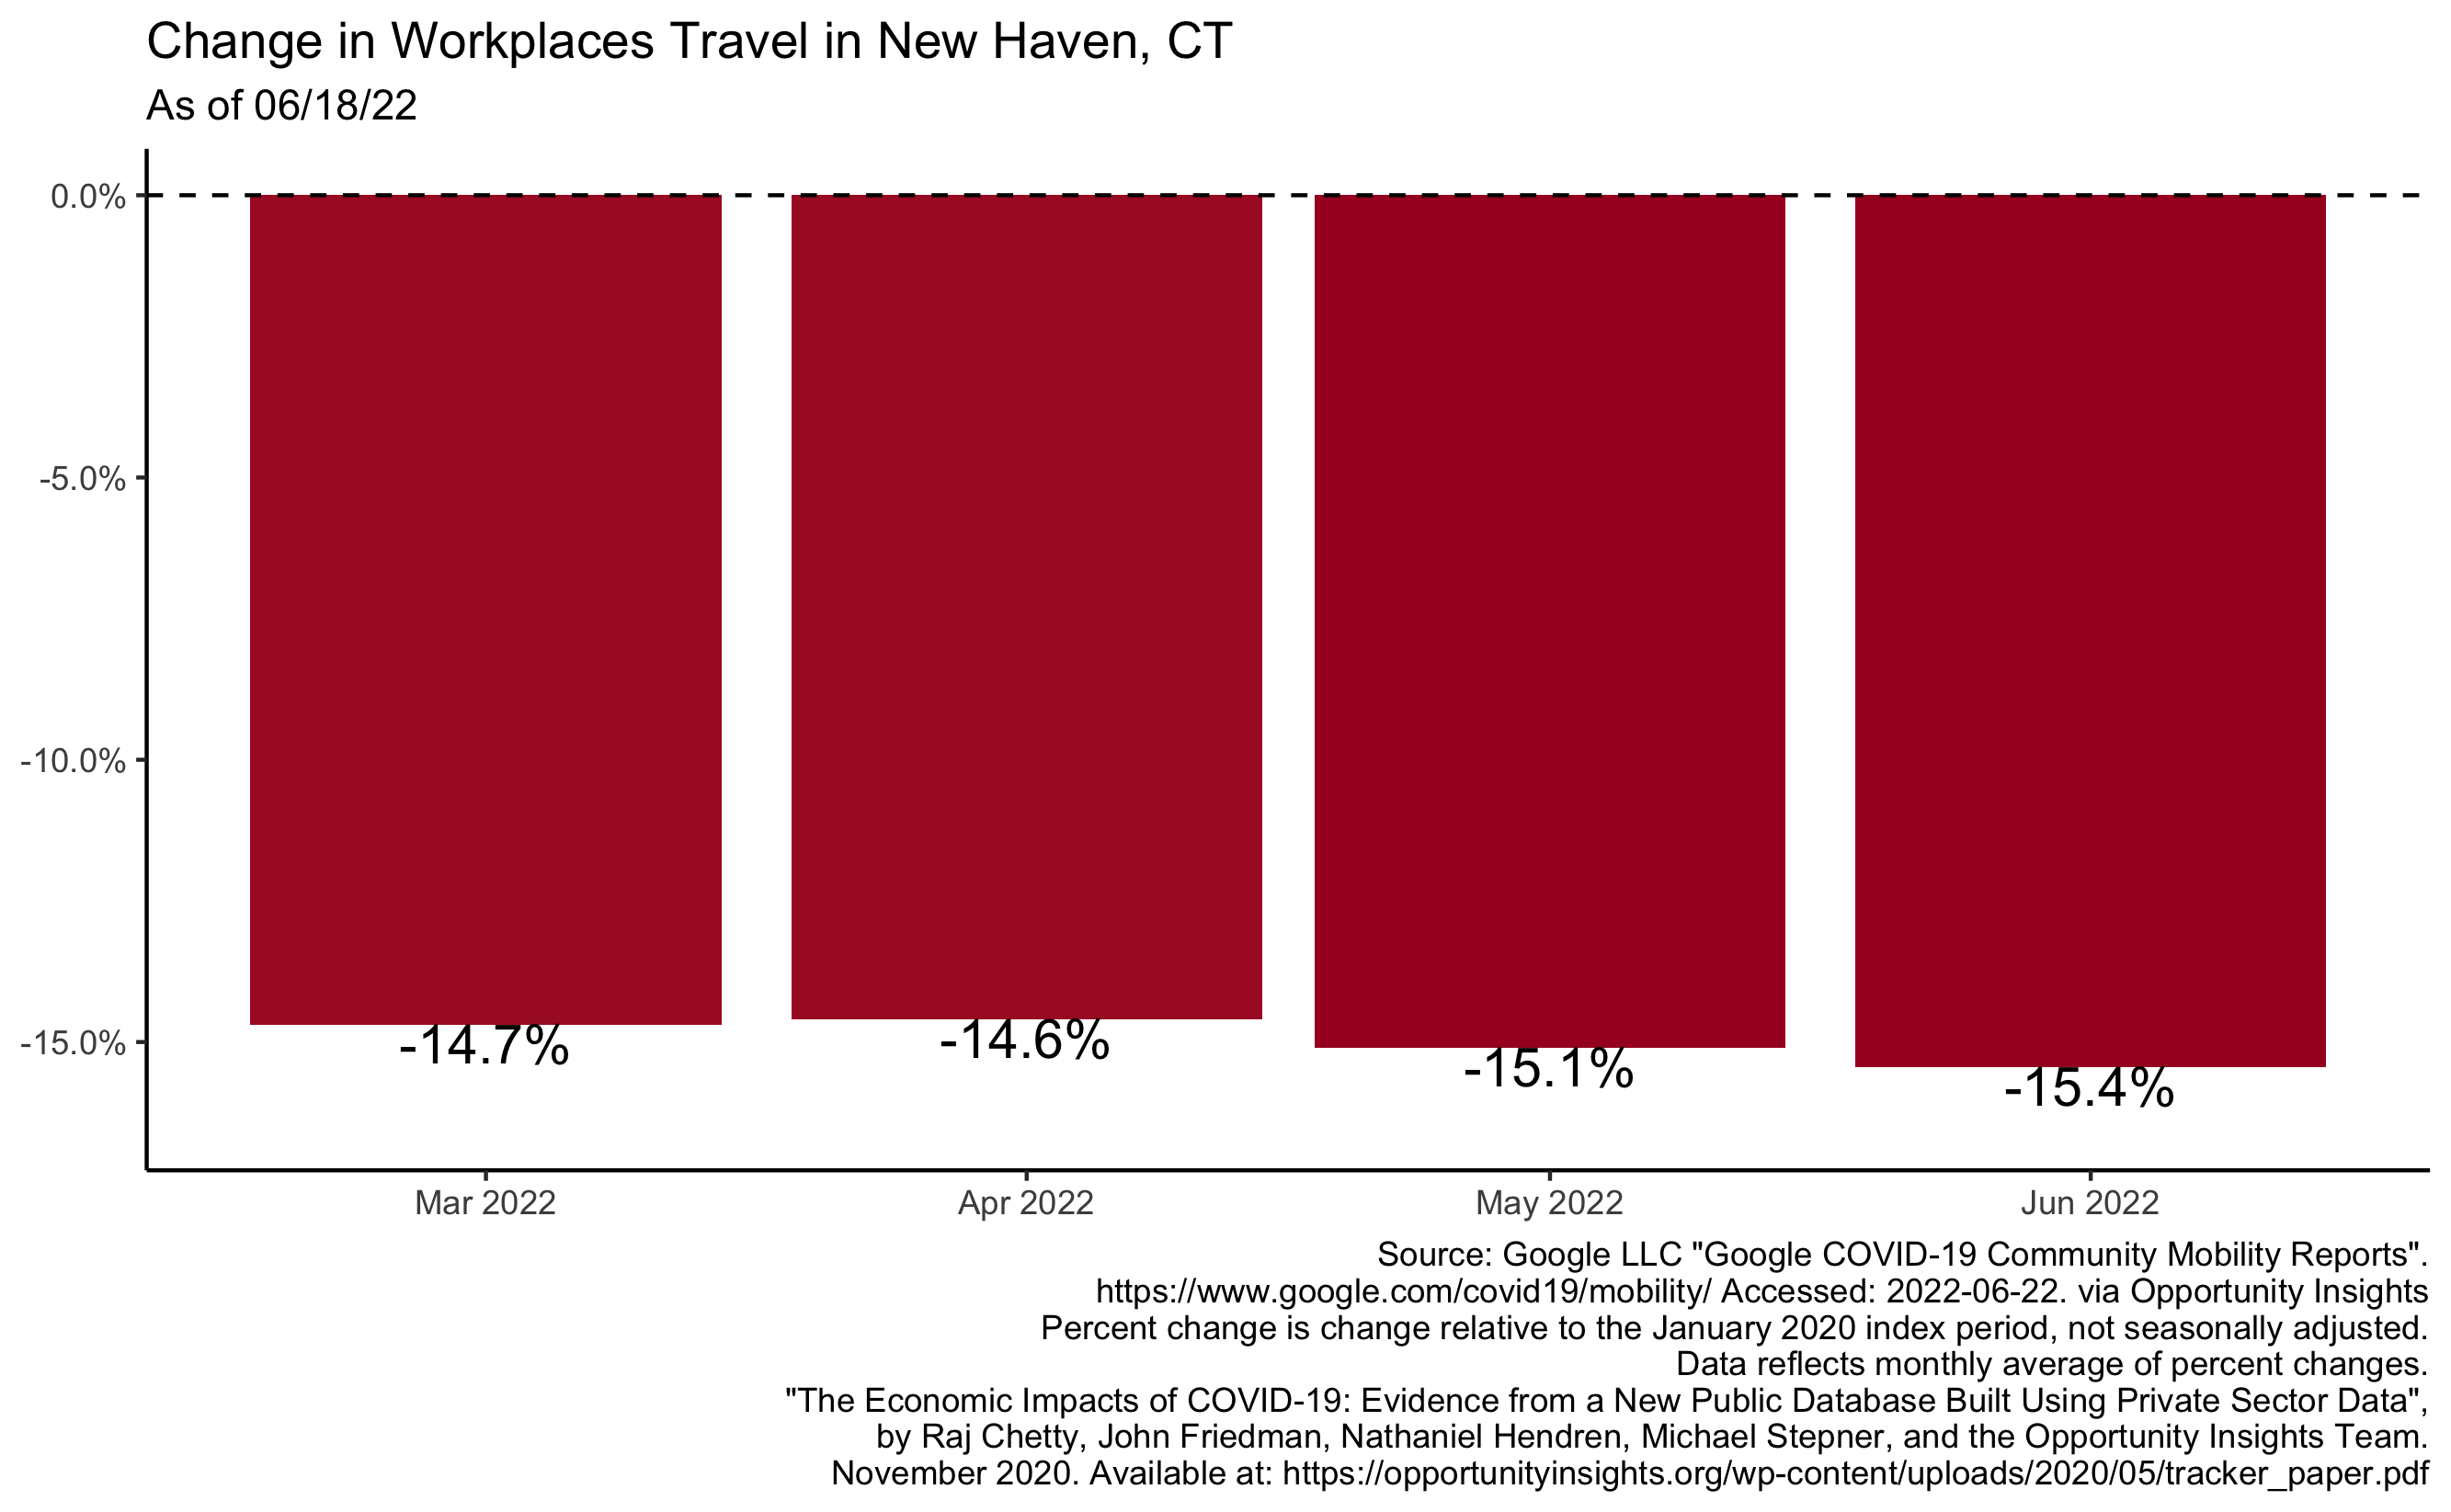 Change in Workplaces Travel in New Haven, CT
As of 06/18/22
0.0%
-5.0%
-10.0%
-15.0%
-14.7%
-14.6%
-15.1%
-15.4%
Mar 2022
Apr 2022
May 2022
Jun 2022
Source: Google LLC "Google COVID-19 Community Mobility Reports".
https://www.google.com/covid19/mobility/ Accessed: 2022-06-22. via Opportunity Insights
Percent change is change relative to the January 2020 index period, not seasonally adjusted.
Data reflects monthly average of percent changes.
"The Economic Impacts of COVID-19: Evidence from a New Public Database Built Using Private Sector Data",
by Raj Chetty, John Friedman, Nathaniel Hendren, Michael Stepner, and the Opportunity Insights Team.
November 2020. Available at: https://opportunityinsights.org/wp-content/uploads/2020/05/tracker_paper.pdf